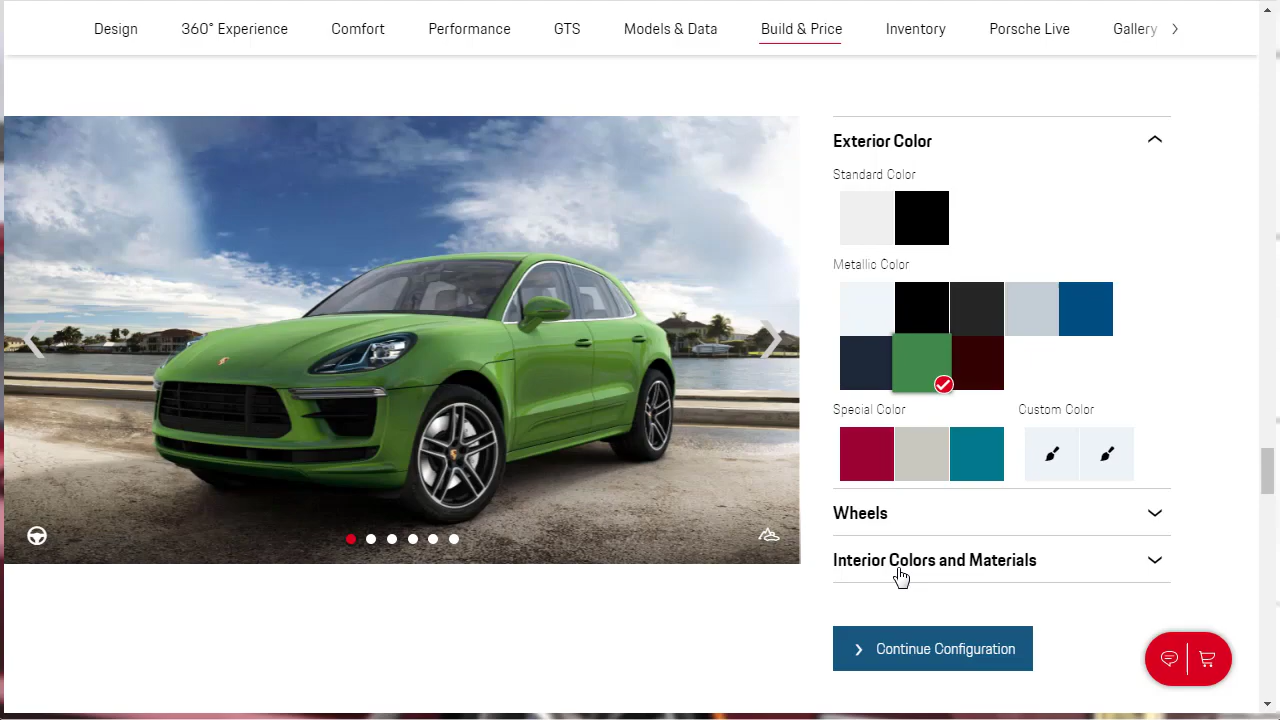 Design 360° Experience Comfort Performance GTS Models & Data Build & Price Inventory Porsche Live Gallery
Exterior Color
Standard Color
Metallic Color
Special Color Custom Color
Wheels
Interior Colors and Materials
Continue Configuration